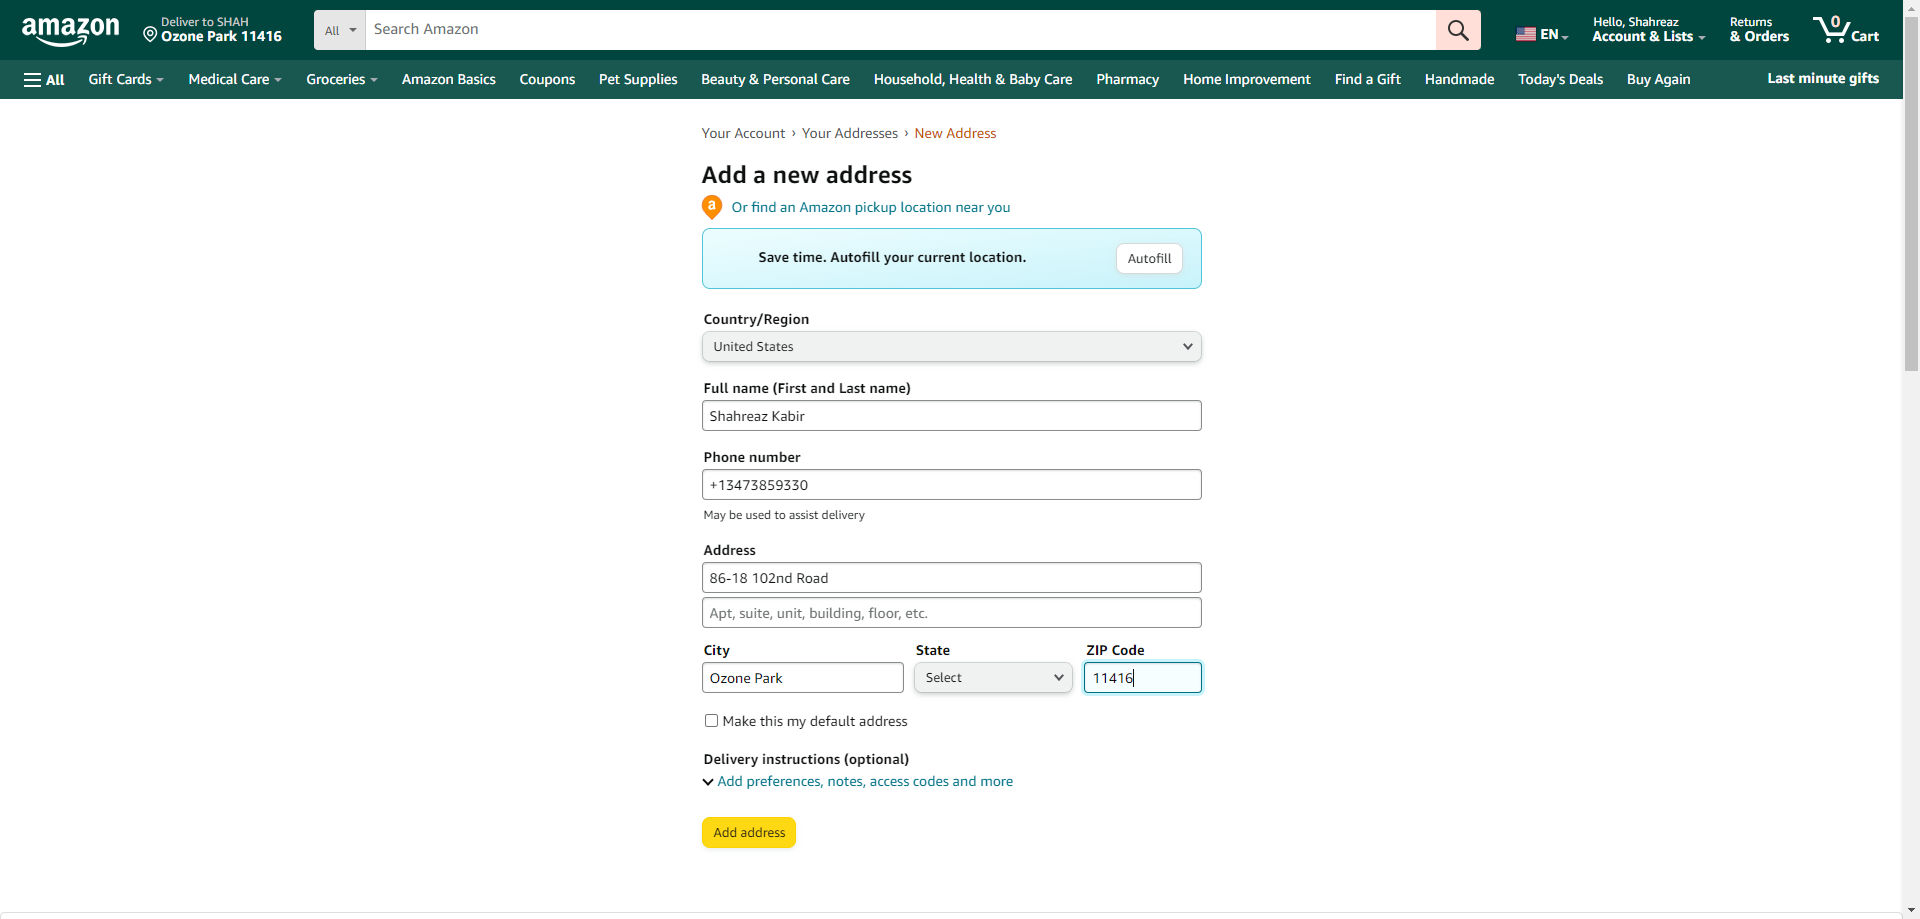 amazon
Deliver to SHAH
Ozone Park 11416
All
Search Amazon
EN
Hello, Shahreaz
Account & Lists
Returns
& Orders
0
Cart
All
Gift Cards
Medical Care
Groceries
Amazon Basics
Coupons
Pet Supplies
Beauty & Personal Care
Household, Health & Baby Care
Pharmacy
Home Improvement
Find a Gift
Handmade
Today's Deals
Buy Again
Last minute gifts
Your Account › Your Addresses › New Address
Add a new address
a
Or find an Amazon pickup location near you
Save time. Autofill your current location.
Autofill
Country/Region
United States
Full name (First and Last name)
Shahreaz Kabir
Phone number
+13473859330
May be used to assist delivery
Address
86-18 102nd Road
Apt, suite, unit, building, floor, etc.
City
State
ZIP Code
Ozone Park
Select
11416
Make this my default address
Delivery instructions (optional)
Add preferences, notes, access codes and more
Add address